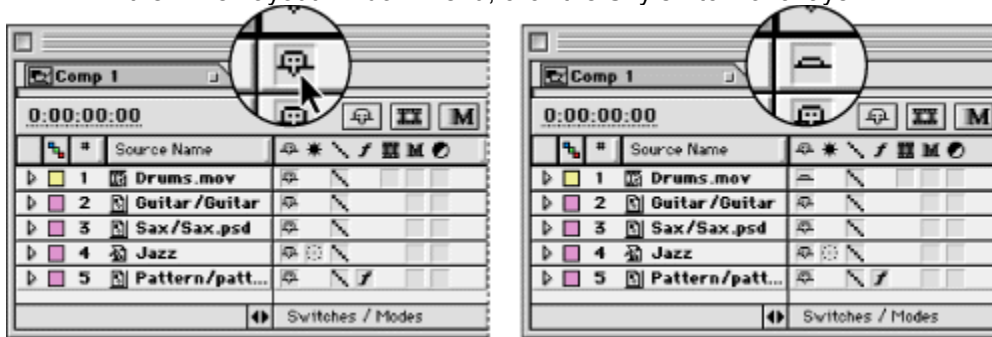 Comp 1
0:00:00:00
M
# Source Name f M
1 Drums.mov
2 Guitar/Guitar
3 Sax/Sax.psd
4 Jazz
5 Pattern/patt... f
Switches / Modes
Comp 1
0:00:00:00
M
# Source Name f M
1 Drums.mov
2 Guitar/Guitar
3 Sax/Sax.psd
4 Jazz
5 Pattern/patt... f
Switches / Modes